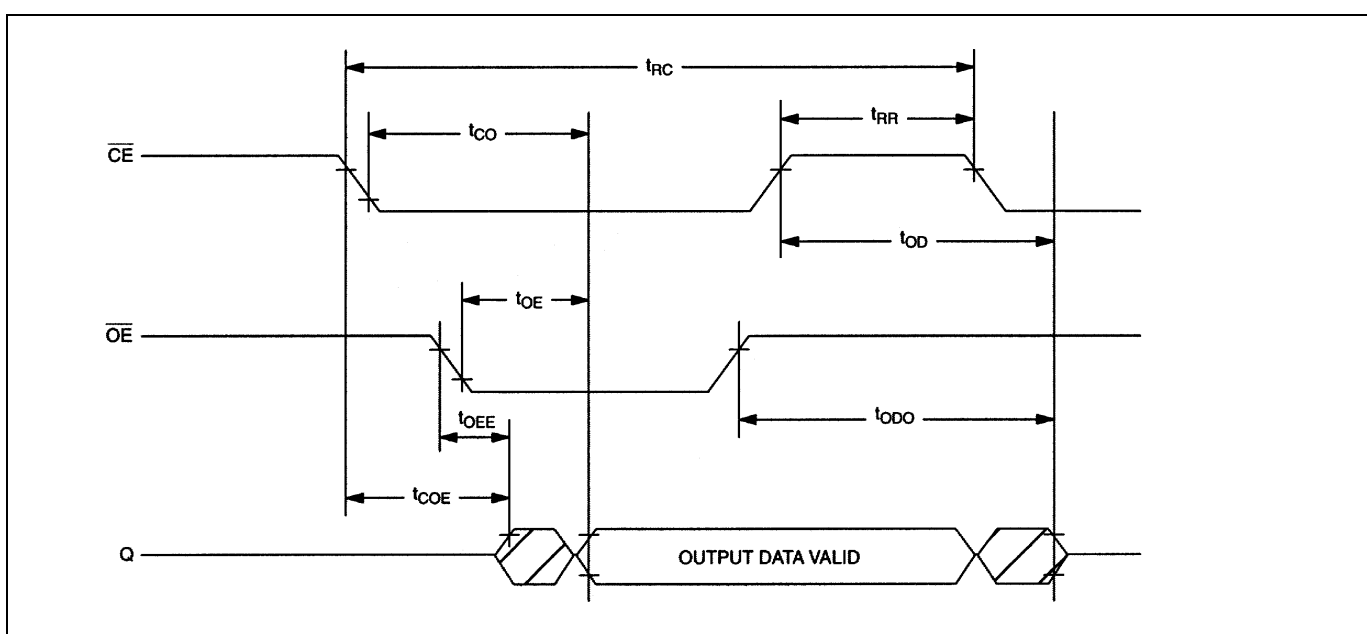 tRC
tCO
tRR
CE
tOD
tOE
OE
tOEE
tODO
tCOE
Q
OUTPUT DATA VALID